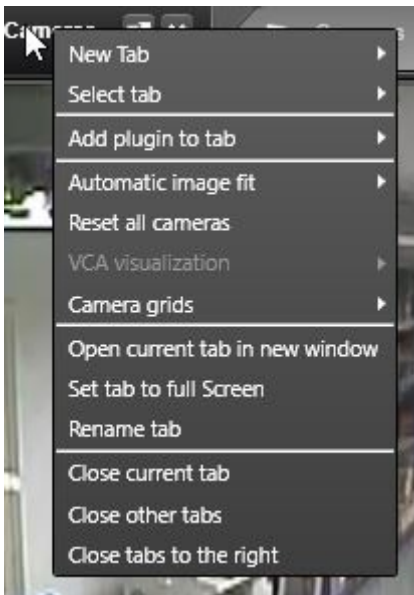 Cameras
New Tab
Select tab
Add plugin to tab
Automatic image fit
Reset all cameras
VCA visualization
Camera grids
Open current tab in new window
Set tab to full Screen
Rename tab
Close current tab
Close other tabs
Close tabs to the right